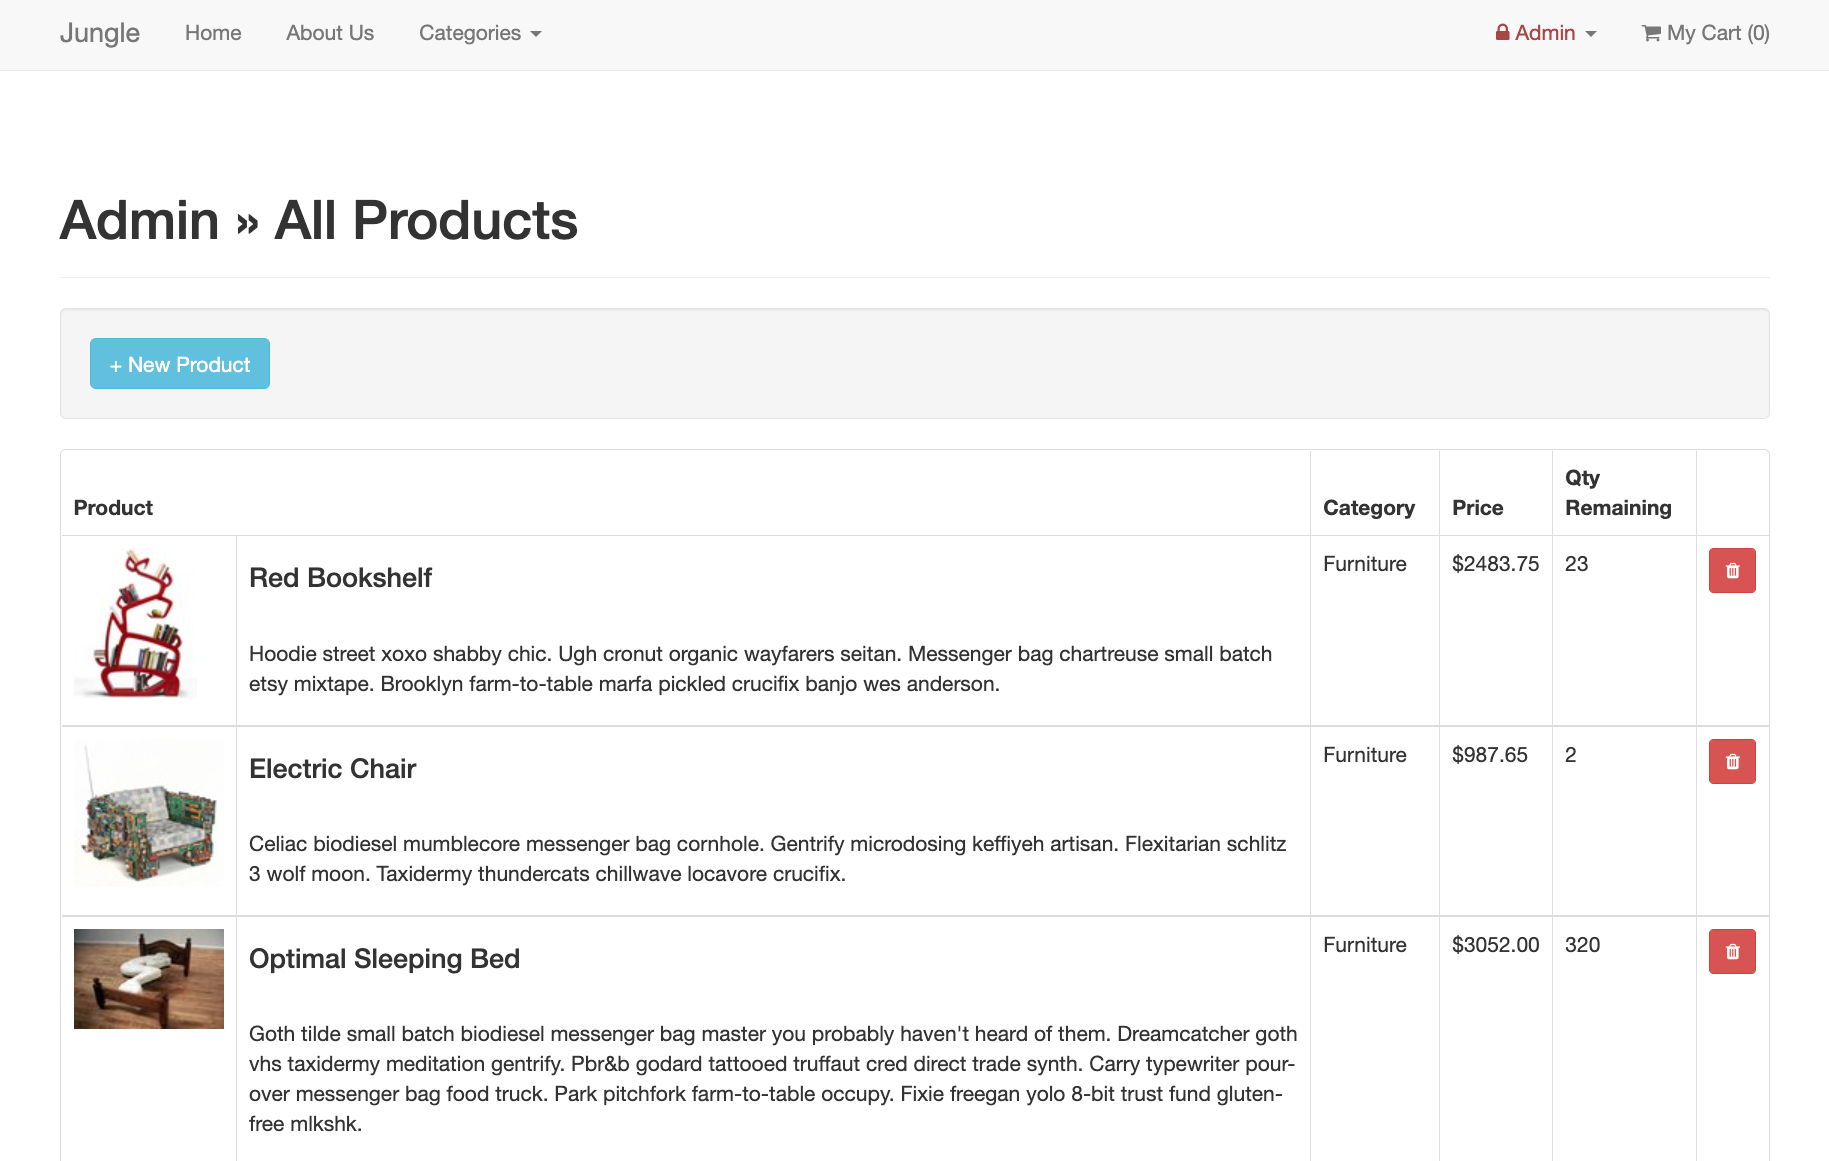 Jungle Home About Us Categories Admin My Cart (0)
Admin » All Products
+ New Product
Product Category Price Qty Remaining
Red Bookshelf Furniture $2483.75 23
Hoodie street xoxo shabby chic. Ugh cronut organic wayfarers seitan. Messenger bag chartreuse small batch
etsy mixtape. Brooklyn farm-to-table marfa pickled crucifix banjo wes anderson.
Electric Chair Furniture $987.65 2
Celiac biodiesel mumblecore messenger bag cornhole. Gentrify microdosing keffiyeh artisan. Flexitarian schlitz
3 wolf moon. Taxidermy thundercats chillwave locavore crucifix.
Optimal Sleeping Bed Furniture $3052.00 320
Goth tilde small batch biodiesel messenger bag master you probably haven't heard of them. Dreamcatcher goth
vhs taxidermy meditation gentrify. Pbr&b godard tattooed truffaut cred direct trade synth. Carry typewriter pour-
over messenger bag food truck. Park pitchfork farm-to-table occupy. Fixie freegan yolo 8-bit trust fund gluten-
free mlkshk.